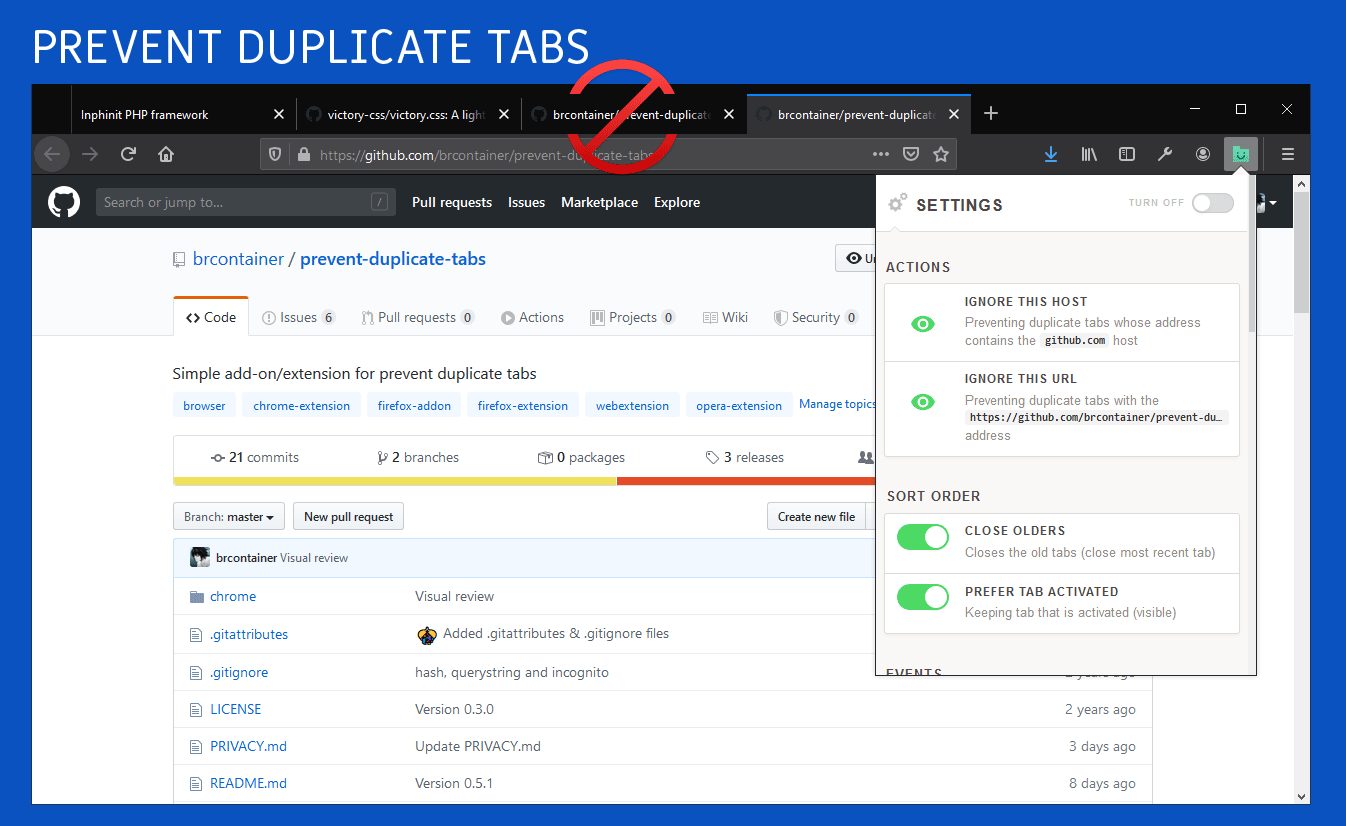 PREVENT DUPLICATE TABS
Inphinit PHP framework
victory-css/victory.css: A light
brcontainer/prevent-duplicate
brcontainer/prevent-duplicate
https://github.com/brcontainer/prevent-duplicate-tabs
Search or jump to...
/
Pull requests
Issues
Marketplace
Explore
SETTINGS
TURN OFF
brcontainer / prevent-duplicate-tabs
<> Code
Issues 6
Pull requests 0
Actions
Projects 0
Wiki
Security 0
Simple add-on/extension for prevent duplicate tabs
browser
chrome-extension
firefox-addon
firefox-extension
webextension
opera-extension
Manage topics
21 commits
2 branches
0 packages
3 releases
Branch: master
New pull request
Create new file
brcontainer Visual review
chrome
Visual review
.gitattributes
Added .gitattributes & .gitignore files
.gitignore
hash, querystring and incognito
2 years ago
LICENSE
Version 0.3.0
2 years ago
PRIVACY.md
Update PRIVACY.md
3 days ago
README.md
Version 0.5.1
8 days ago
ACTIONS
IGNORE THIS HOST
Preventing duplicate tabs whose address
contains the github.com host
IGNORE THIS URL
Preventing duplicate tabs with the
https://github.com/brcontainer/prevent-du…
address
SORT ORDER
CLOSE OLDERS
Closes the old tabs (close most recent tab)
PREFER TAB ACTIVATED
Keeping tab that is activated (visible)
EVENTS